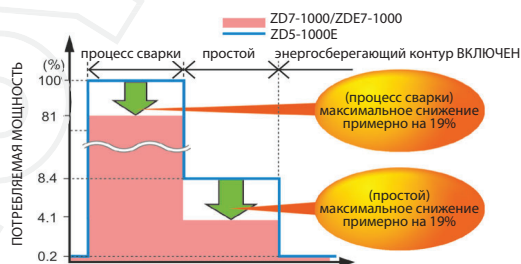 ZD7-1000/ZDE7-1000
ZD5-1000E
процесс сварки
простой
энергосберегающий контур ВКЛЮЧЕН
(%)
ПОТРЕБЛЯЕМАЯ МОЩНОСТЬ
100
81
8.4
4.1
0.2
(процесс сварки)
максимальное снижение
примерно на 19%
(простой)
максимальное снижение
примерно на 19%